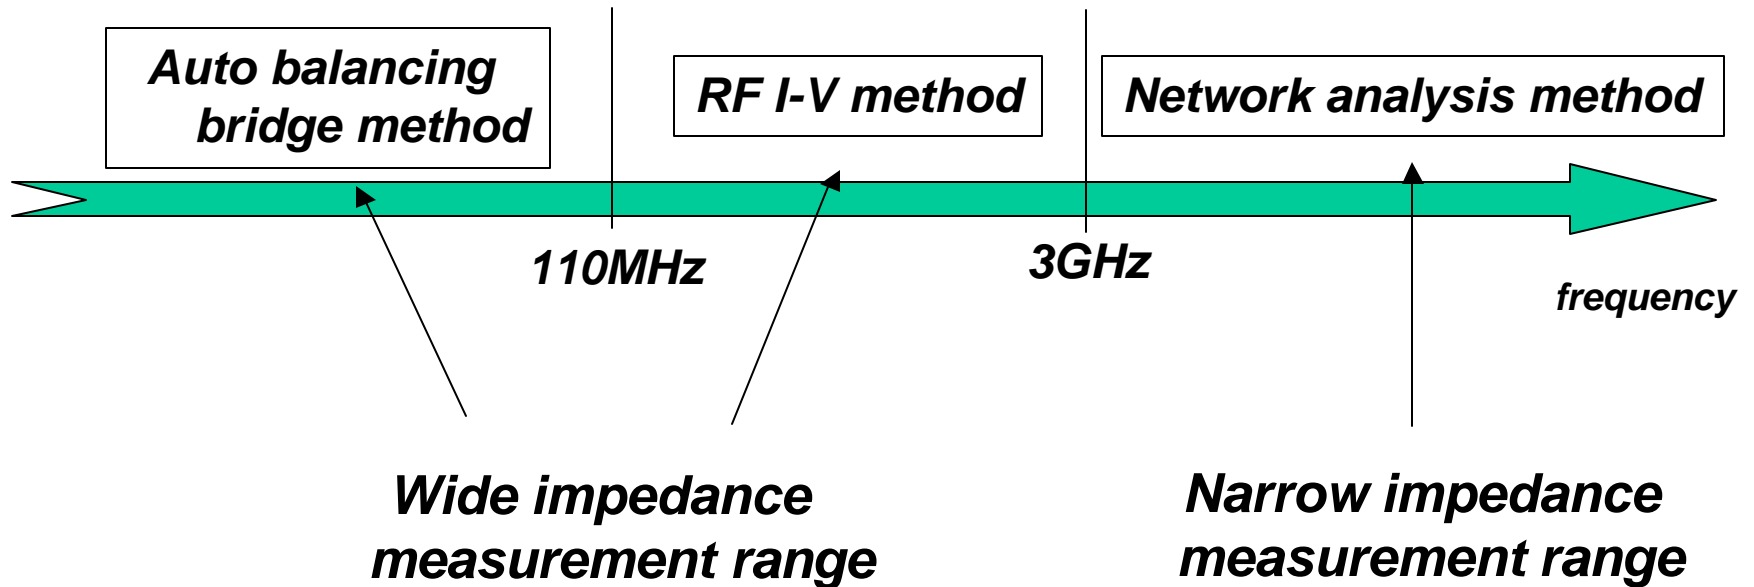 Auto balancing
bridge method
RF I-V method
Network analysis method
110MHz
3GHz
frequency
Wide impedance
measurement range
Narrow impedance
measurement range